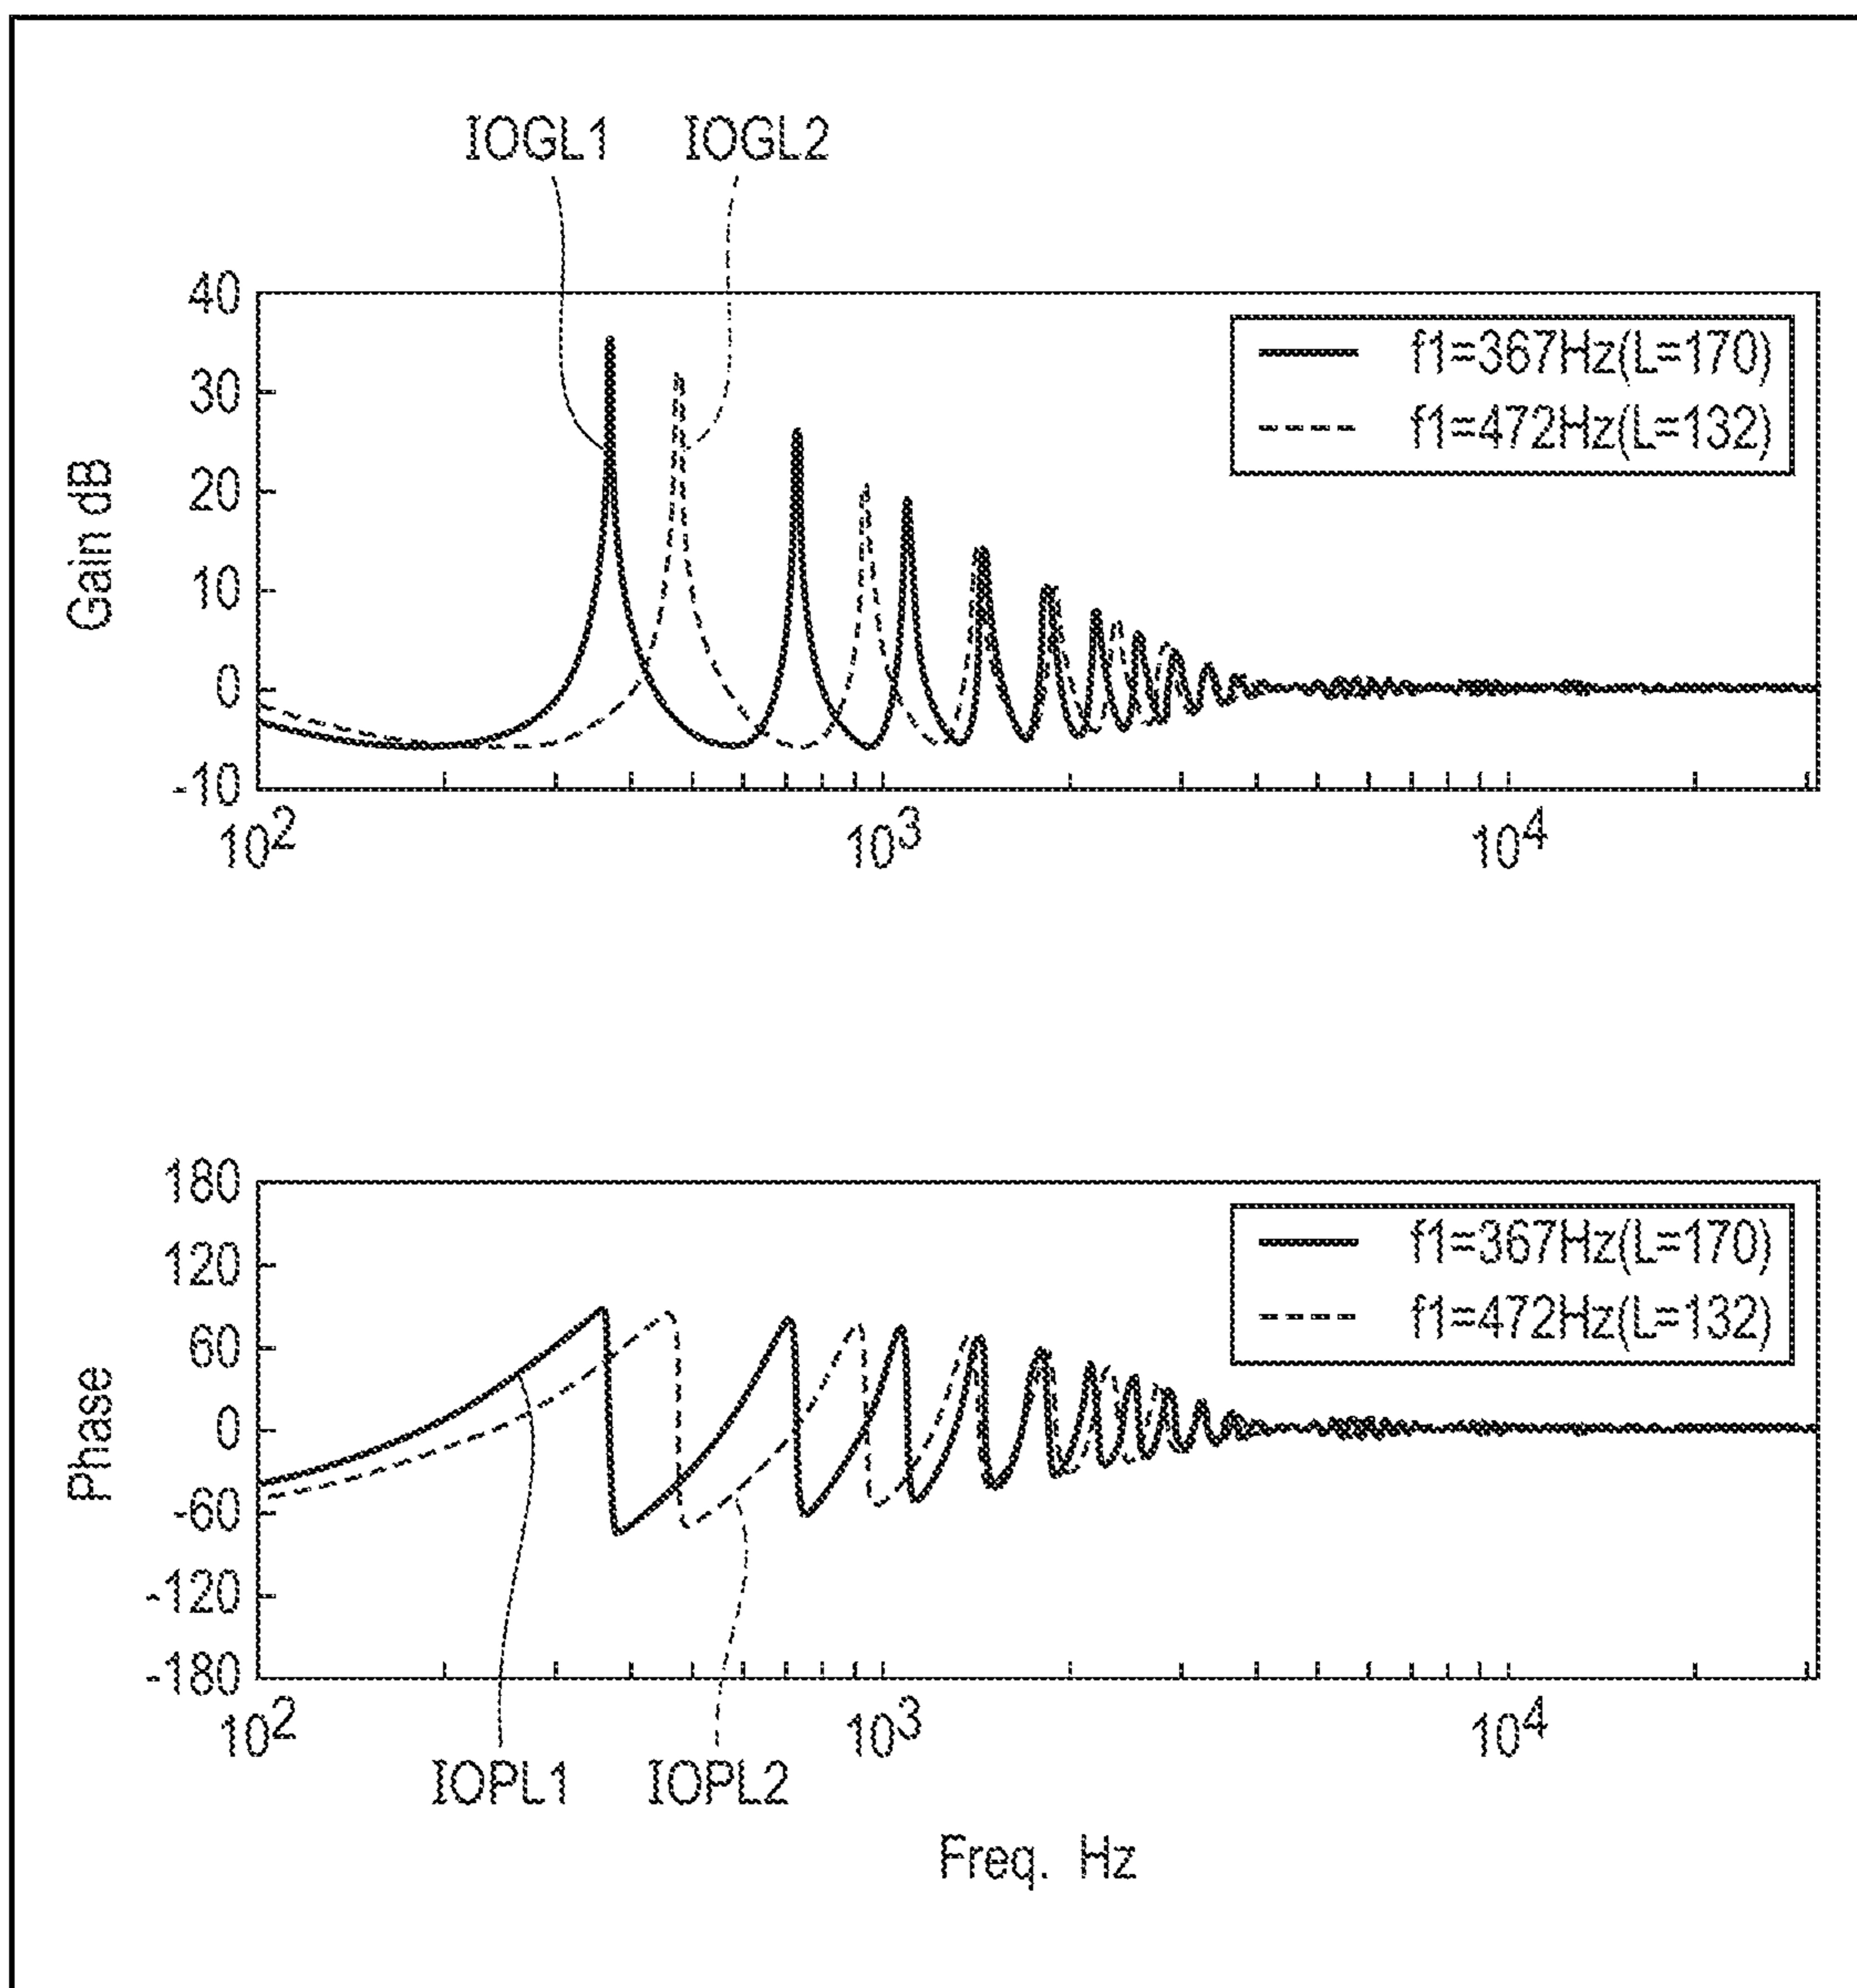 IOGL1 IOGL2
40
30
20
10
0
-10
Gain dB
f1=367Hz(L=170)
f1=472Hz(L=132)
10² 10³ 10⁴
180
120
60
0
-60
-120
-180
Phase
f1=367Hz(L=170)
f1=472Hz(L=132)
10² 10³ 10⁴
IOPL1 IOPL2
Freq. Hz